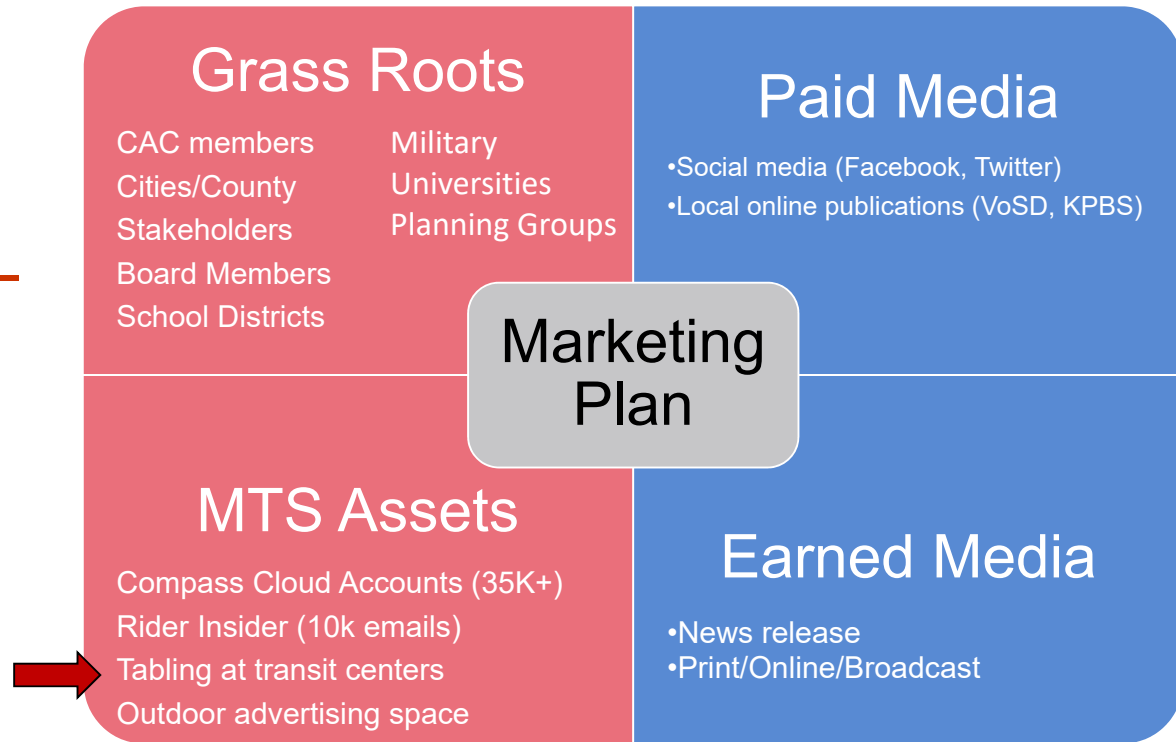 Grass Roots
CAC members
Cities/County
Stakeholders
Board Members
School Districts
Military
Universities
Planning Groups
Paid Media
•Social media (Facebook, Twitter)
•Local online publications (VoSD, KPBS)
Marketing
Plan
MTS Assets
Compass Cloud Accounts (35K+)
Rider Insider (10k emails)
Tabling at transit centers
Outdoor advertising space
Earned Media
•News release
•Print/Online/Broadcast